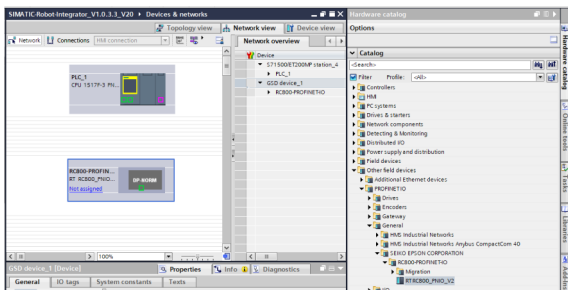 SIMATIC-Robot-Integrator_V1.0.3.3_V20 ▸ Devices & networks
Topology view
Network view
Device view
Network
Connections
HMI connection
Network overview
Device
S71500/ET200MP station_4
PLC_1
GSD device_1
RC800-PROFINETIO
PLC_1
CPU 1517F-3 PN...
RC800-PROFIN...
RT RC800_PNIO...
Not assigned
DP-NORM
100%
GSD device_1 [Device]
Properties
Info
Diagnostics
General
IO tags
System constants
Texts
Hardware catalog
Options
Catalog
<Search>
Filter
Profile:
<All>
Controllers
HMI
PC systems
Drives & starters
Network components
Detecting & Monitoring
Distributed I/O
Power supply and distribution
Field devices
Other field devices
Additional Ethernet devices
PROFINET IO
Drives
Encoders
Gateway
General
HMS Industrial Networks
HMS Industrial Networks Anybus CompactCom 40
SEIKO EPSON CORPORATION
RC800-PROFINET-IO
Migration
RT RC800_PNIO_V2
Hardware catalog
Online tools
Tasks
Libraries
Add-Ins